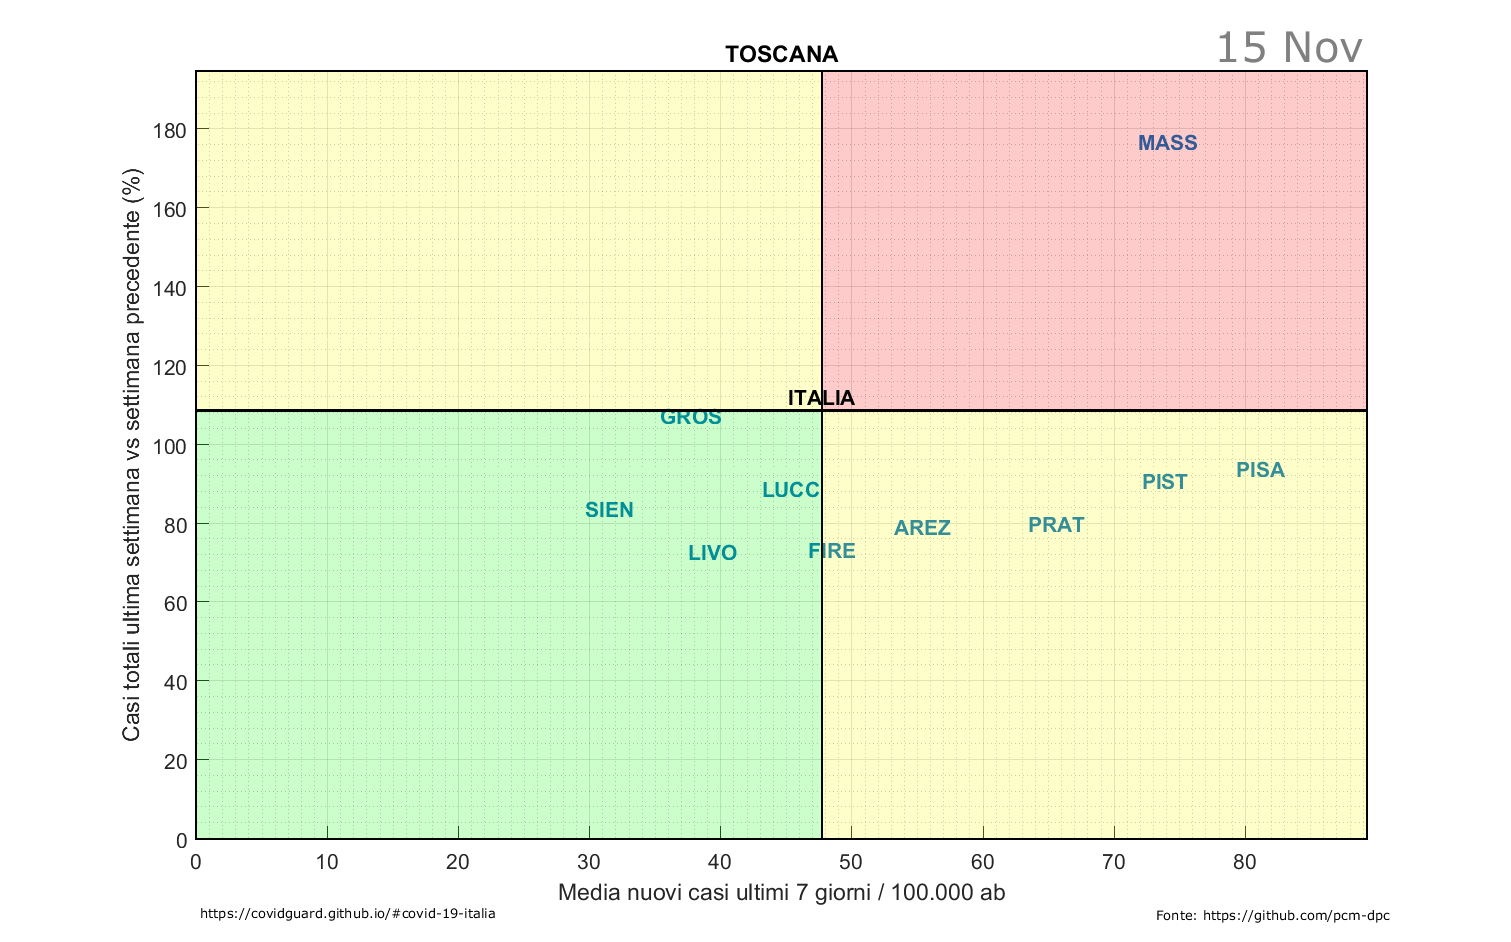 TOSCANA
15 Nov
Casi totali ultima settimana vs settimana precedente (%)
180
160
140
120
100
80
60
40
20
0
MASS
ITALIA
GROS
PISA
PIST
LUCC
SIEN
PRAT
AREZ
FIRE
LIVO
0 10 20 30 40 50 60 70 80
Media nuovi casi ultimi 7 giorni / 100.000 ab
https://covidguard.github.io/#covid-19-italia
Fonte: https://github.com/pcm-dpc